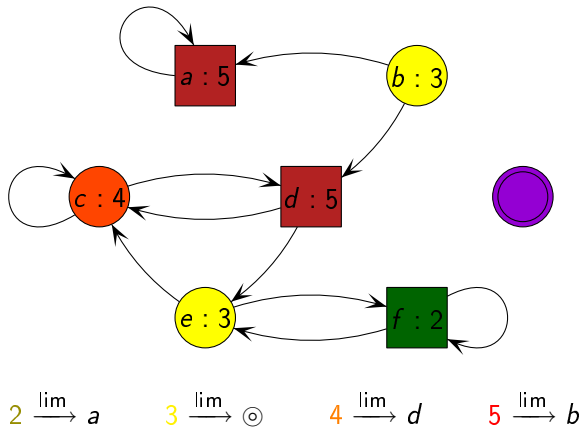 a : 5
b : 3
c : 4
d : 5
e : 3
f : 2
2 lim⟶ a 3 lim⟶ ⊚ 4 lim⟶ d 5 lim⟶ b